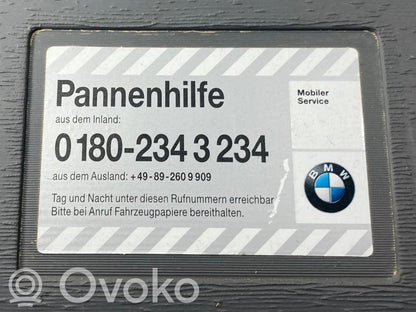 Pannenhilfe
aus dem Inland:
0 180-234 3 234
aus dem Ausland: +49-89-260 9 909
Tag und Nacht unter diesen Rufnummern erreichbar
Bitte bei Anruf Fahrzeugpapiere bereithalten.
Mobiler
Service
BMW
© Ovoko